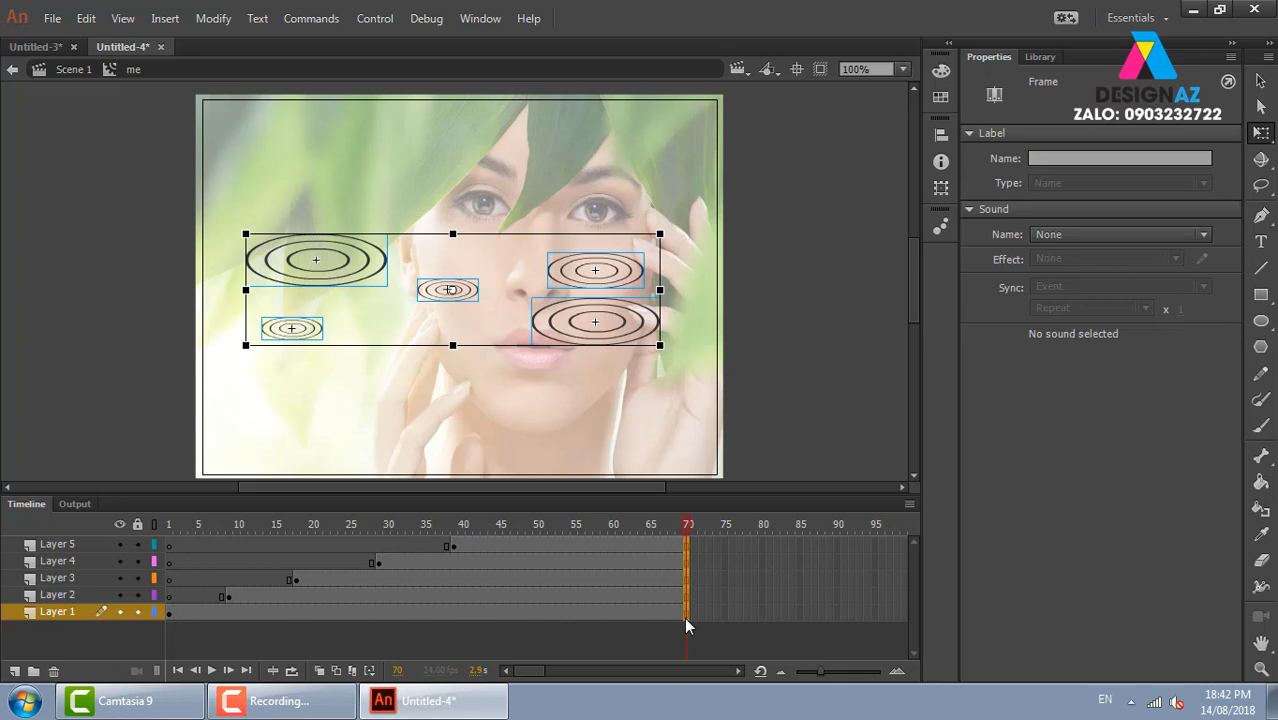 An File Edit View Insert Modify Text Commands Control Debug Window Help Essentials
Untitled-3* × Untitled-4* ×
Scene 1 me 100%
Properties Library
Frame
DESIGNAZ
ZALO: 0903232722
Label
Name:
Type: Name
Sound
Name: None
Effect: None
Sync: Event
Repeat x 1
No sound selected
Timeline Output
1 5 10 15 20 25 30 35 40 45 50 55 60 65 70 75 80 85 90 95
Layer 5
Layer 4
Layer 3
Layer 2
Layer 1
70 24,00 fps 2,9 s
Camtasia 9 Recording... An Untitled-4* EN 18:42 PM
14/08/2018